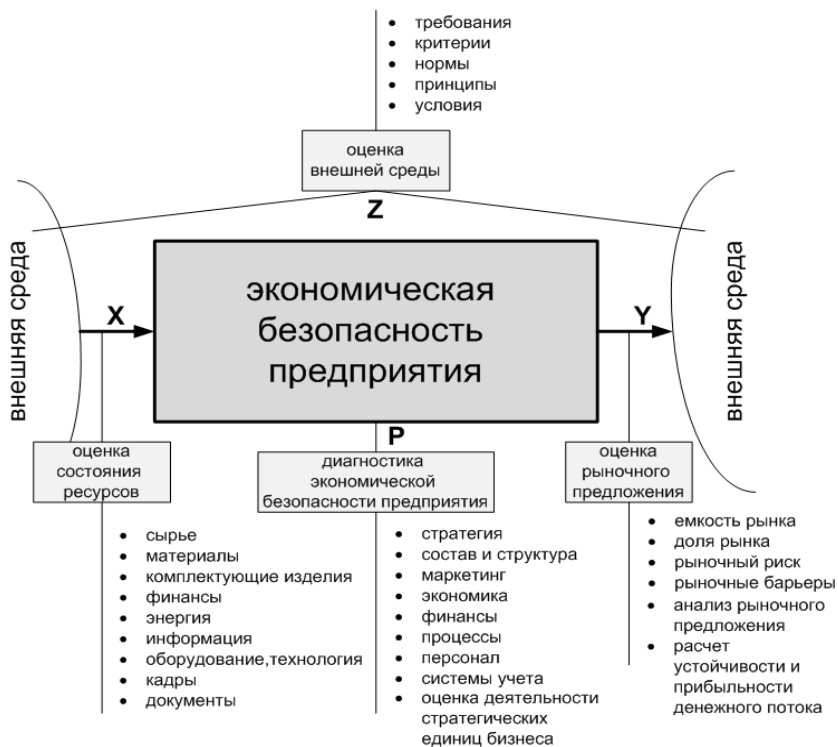 • требования
• критерии
• нормы
• принципы
• условия
оценка
внешней среды
Z
внешняя среда
X
экономическая
безопасность
предприятия
Y
внешняя среда
P
оценка
состояния
ресурсов
• сырье
• материалы
• комплектующие изделия
• финансы
• энергия
• информация
• оборудование,технология
• кадры
• документы
диагностика
экономической
безопасности предприятия
• стратегия
• состав и структура
• маркетинг
• экономика
• финансы
• процессы
• персонал
• системы учета
• оценка деятельности
стратегических
единиц бизнеса
оценка
рыночного
предложения
• емкость рынка
• доля рынка
• рыночный риск
• рыночные барьеры
• анализ рыночного
предложения
• расчет
устойчивости и
прибыльности
денежного потока